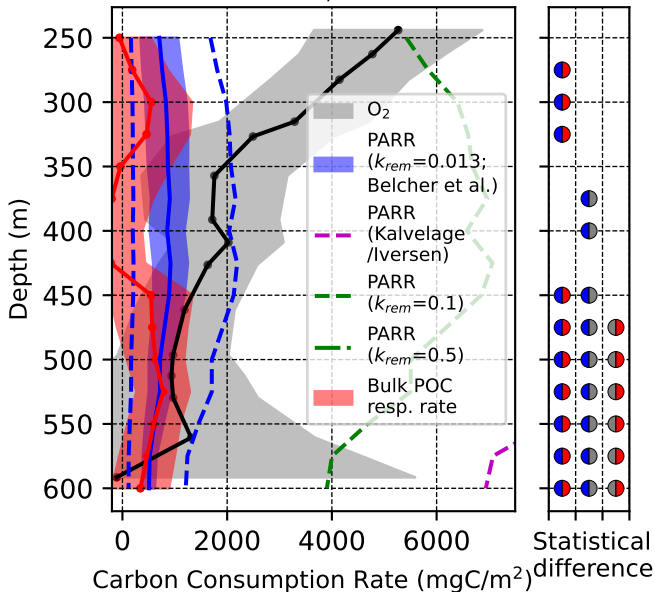 250
300
350
400
450
500
550
600
Depth (m)
O2
PARR
(krem=0.013;
Belcher et al.)
PARR
(Kalvelage
/Iversen)
PARR
(krem=0.1)
PARR
(krem=0.5)
Bulk POC
resp. rate
0
2000
4000
6000
Carbon Consumption Rate (mgC/m²)
Statistical
difference